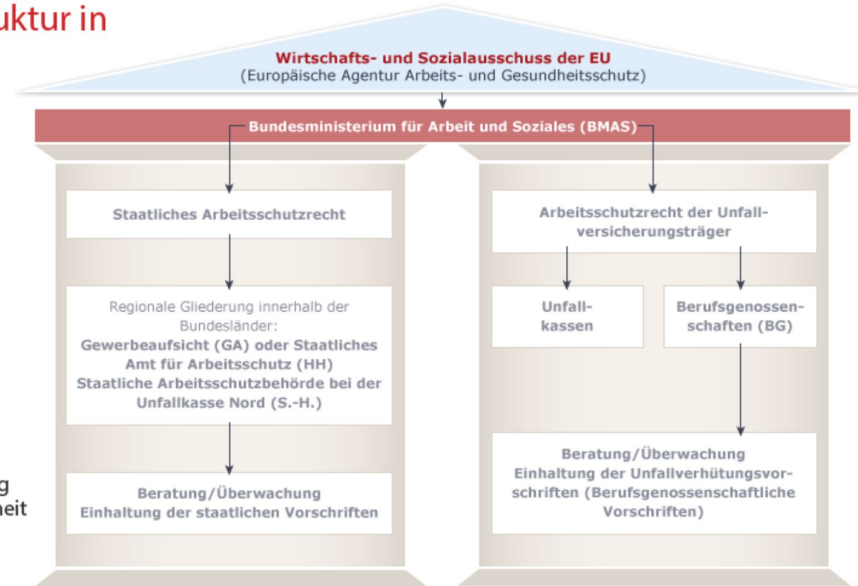 uktur in
Wirtschafts- und Sozialausschuss der EU
(Europäische Agentur Arbeits- und Gesundheitsschutz)
Bundesministerium für Arbeit und Soziales (BMAS)
Staatliches Arbeitsschutzrecht
Regionale Gliederung innerhalb der
Bundesländer:
Gewerbeaufsicht (GA) oder Staatliches
Amt für Arbeitsschutz (HH)
Staatliche Arbeitsschutzbehörde bei der
Unfallkasse Nord (S.-H.)
Beratung/Überwachung
Einhaltung der staatlichen Vorschriften
Arbeitsschutzrecht der Unfall-
versicherungsträger
Unfall-
kassen
Berufsgenossen-
schaften (BG)
Beratung/Überwachung
Einhaltung der Unfallverhütungsvor-
schriften (Berufsgenossenschaftliche
Vorschriften)
g
heit